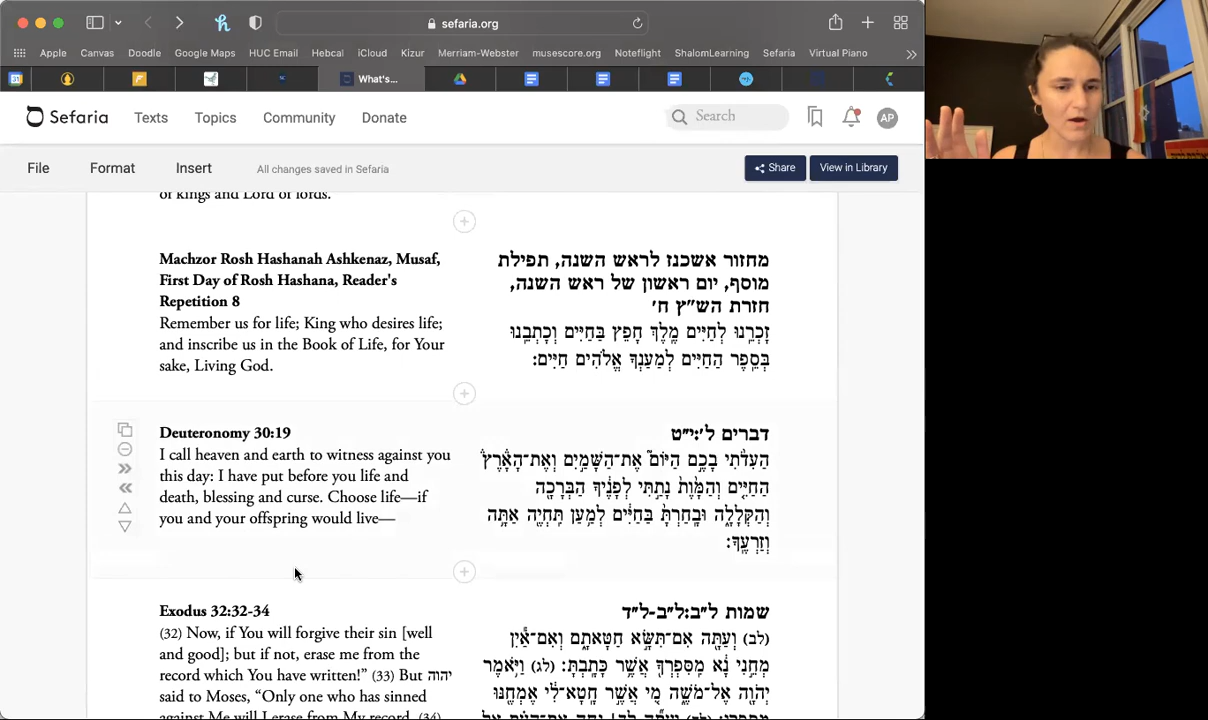 sefaria.org
Apple Canvas Doodle Google Maps HUC Email Hebcal iCloud Kizur Merriam-Webster musescore.org Noteflight ShalomLearning Sefaria Virtual Piano
What's...
Sefaria Texts Topics Community Donate Search AP
File Format Insert All changes saved in Sefaria Share View in Library
of kings and Lord of lords.
Machzor Rosh Hashanah Ashkenaz, Musaf,
First Day of Rosh Hashana, Reader's
Repetition 8
Remember us for life; King who desires life;
and inscribe us in the Book of Life, for Your
sake, Living God.
מחזור אשכנז לראש השנה, תפילת
מוסף, יום ראשון של ראש השנה,
חזרת הש״ץ ח׳
זָכְרֵֽנוּ לְחַיִּים מֶֽלֶךְ חָפֵץ בַּחַיִּים וְכָתְבֵֽנוּ
בְּסֵֽפֶר הַחַיִּים לְמַעַנְךָ אֱלֹהִים חַיִּים:
Deuteronomy 30:19
I call heaven and earth to witness against you
this day: I have put before you life and
death, blessing and curse. Choose life—if
you and your offspring would live—
דברים ל׳:י״ט
הַעִדֹ֨תִי בָכֶ֣ם הַיּוֹם֮ אֶת־הַשָּׁמַ֣יִם וְאֶת־הָאָ֒רֶץ֒
הַחַיִּ֤ים וְהַמָּ֙וֶת֙ נָתַ֣תִּי לְפָנֶ֔יךָ הַבְּרָכָ֖ה
וְהַקְּלָלָ֑ה וּבָֽחַרְתָּ֙ בַּחַיִּ֔ים לְמַ֥עַן תִּֽחְיֶ֖ה אַתָּ֥ה
וְזַרְעֶֽךָ׃
Exodus 32:32-34
(32) Now, if You will forgive their sin [well
and good]; but if not, erase me from the
record which You have written!” (33) But יהוה
said to Moses, “Only one who has sinned
against Me will I erase from My record. (34)
שמות ל״ב:ל״ב-ל״ד
(לב) וְעַתָּ֖ה אִם־תִּשָּׂ֣א חַטָּאתָ֑ם וְאִם־אַ֕יִן
מְחֵ֣נִי נָ֔א מִֽסִּפְרְךָ֖ אֲשֶׁ֥ר כָּתָֽבְתָּ׃ (לג) וַיֹּ֥אמֶר
יְהֹוָ֖ה אֶל־מֹשֶׁ֑ה מִ֚י אֲשֶׁ֣ר חָֽטָא־לִ֔י אֶמְחֶ֖נּוּ